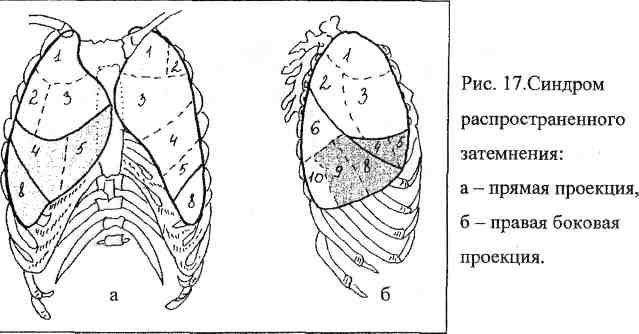 1 1 2
2 3 3
4 5 4
5
8 8
а
1
2 3
6 4 5
10 9 8
б
Рис. 17.Синдром
распространенного
затемнения:
а – прямая проекция,
б – правая боковая
проекция.